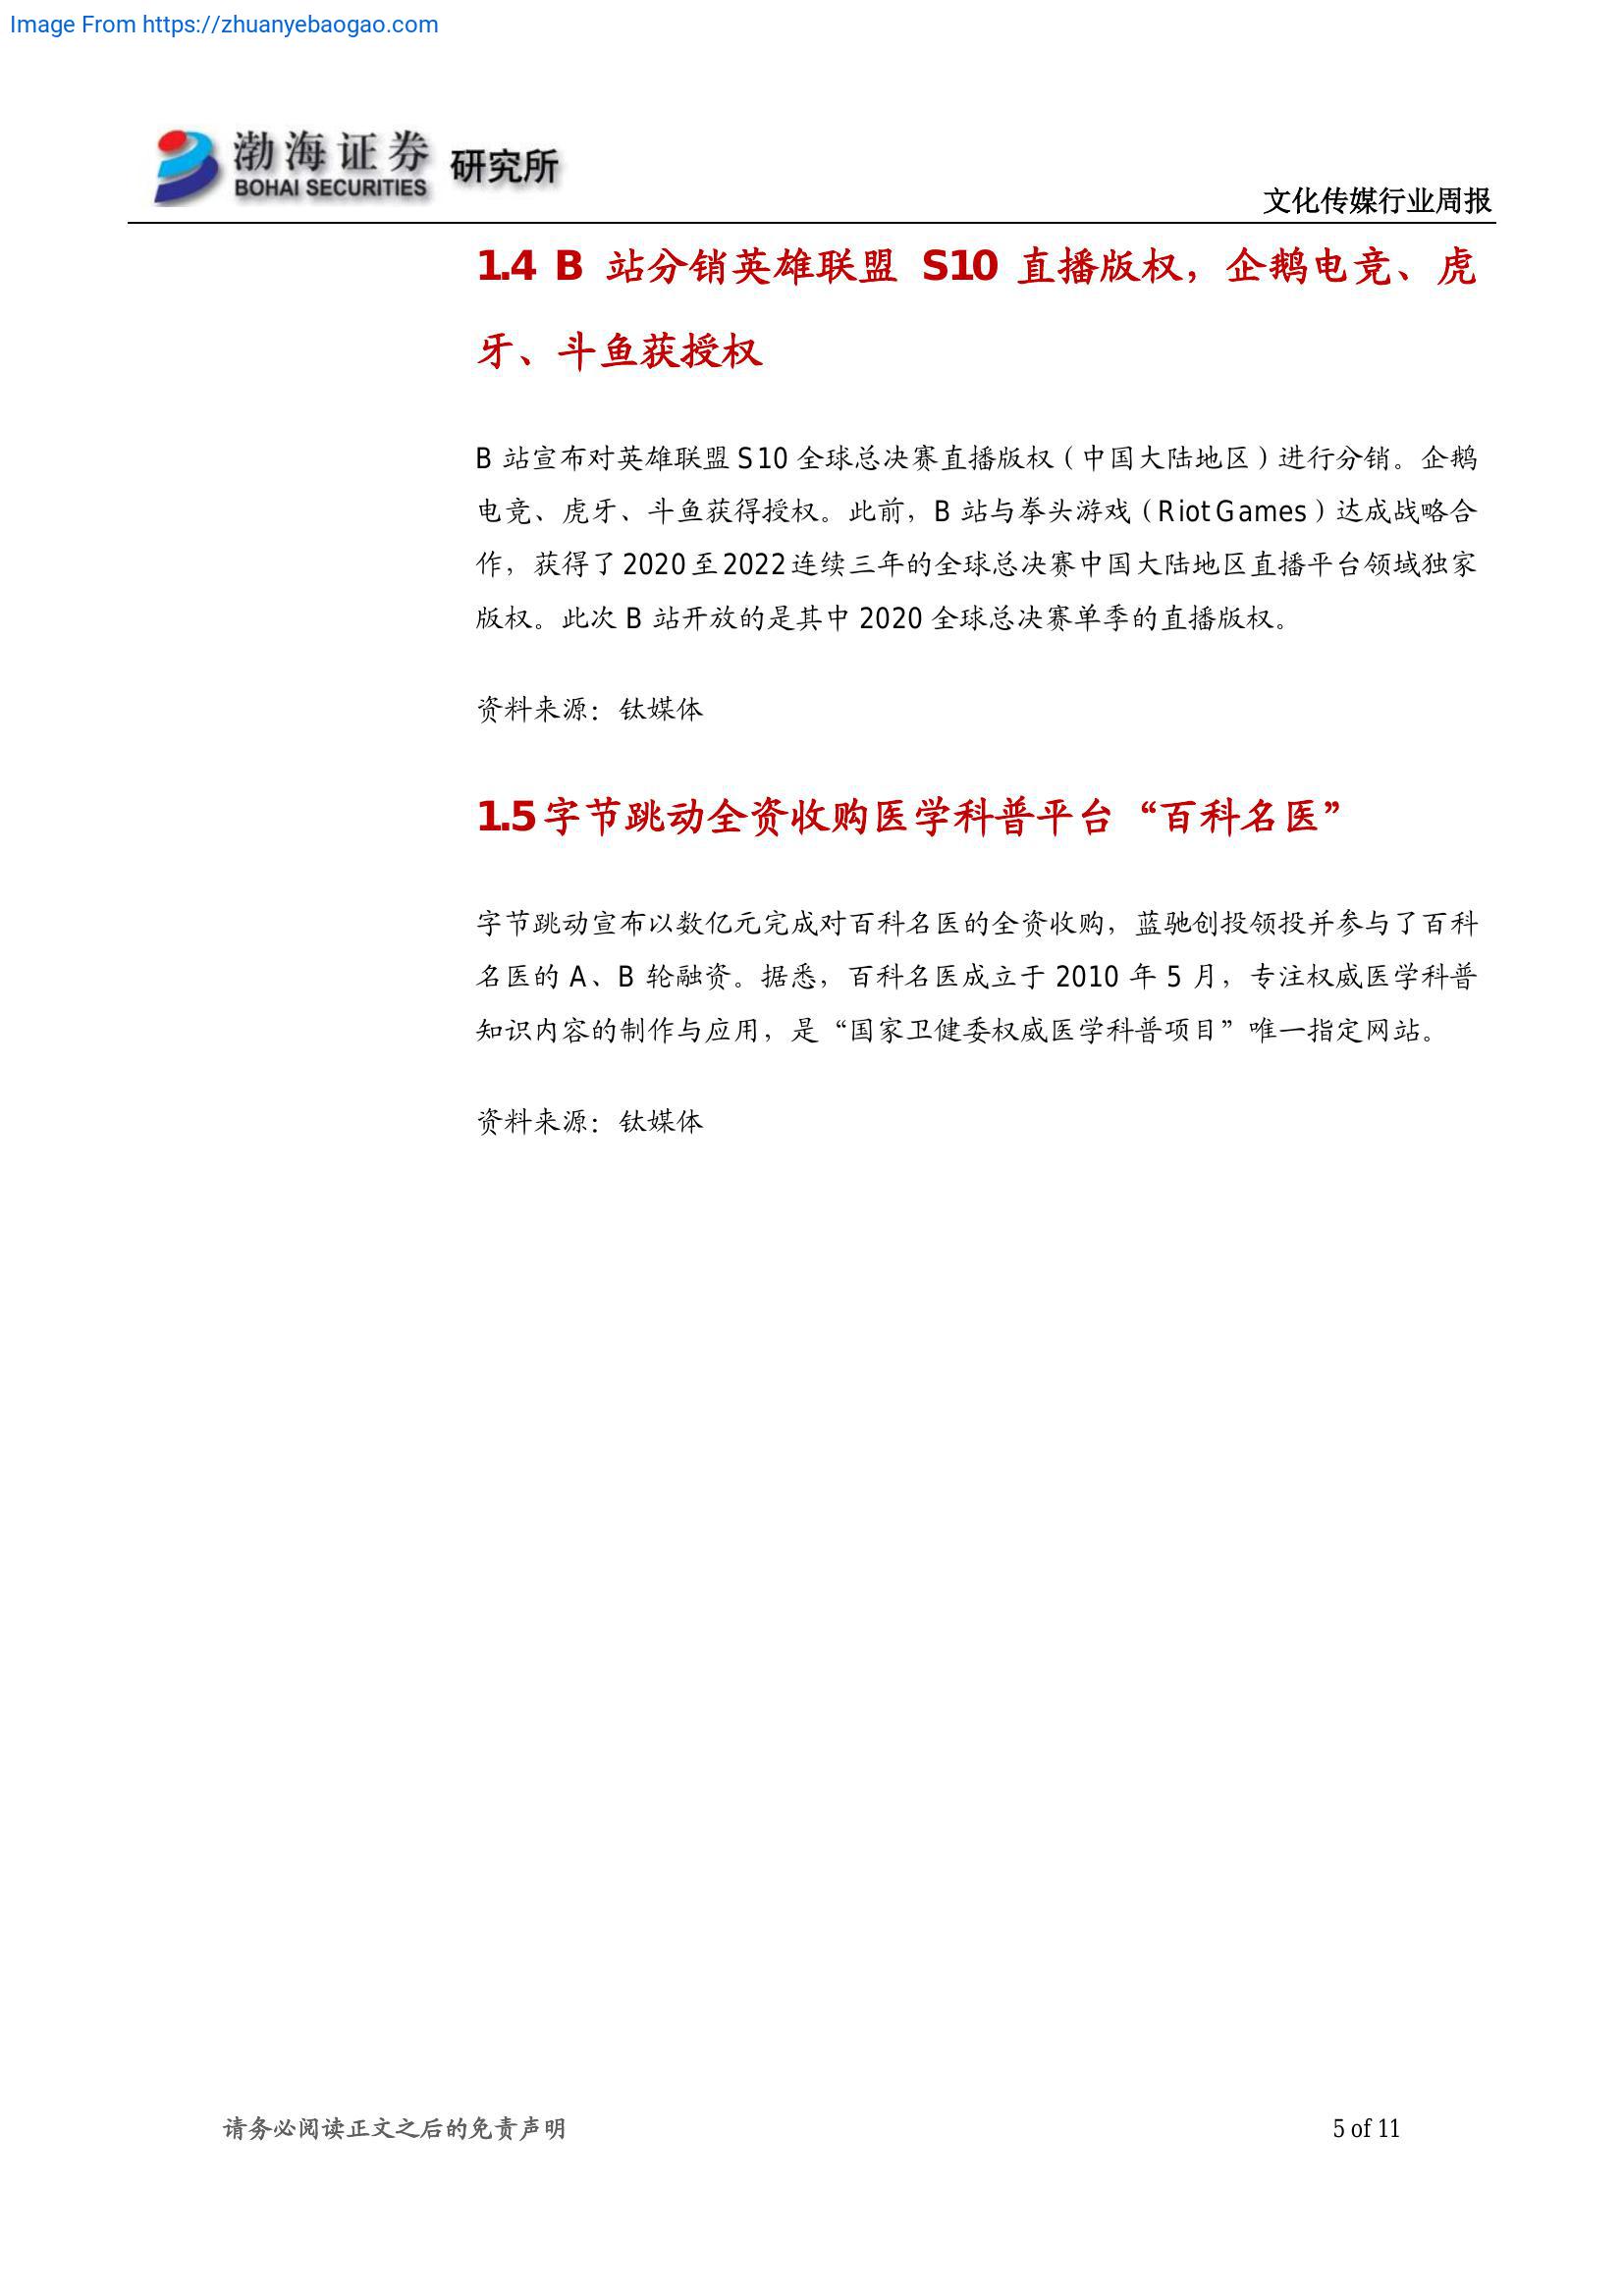 Image From https://zhuanyebaogao.com
渤海证券 研究所
BOHAI SECURITIES
文化传媒行业周报
1.4 B 站分销英雄联盟 S10 直播版权，企鹅电竞、虎
牙、斗鱼获授权
B 站宣布对英雄联盟 S10 全球总决赛直播版权（中国大陆地区）进行分销。企鹅
电竞、虎牙、斗鱼获得授权。此前，B 站与拳头游戏（Riot Games）达成战略合
作，获得了 2020 至 2022 连续三年的全球总决赛中国大陆地区直播平台领域独家
版权。此次 B 站开放的是其中 2020 全球总决赛单季的直播版权。
资料来源：钛媒体
1.5 字节跳动全资收购医学科普平台“百科名医”
字节跳动宣布以数亿元完成对百科名医的全资收购，蓝驰创投领投并参与了百科
名医的 A、B 轮融资。据悉，百科名医成立于 2010 年 5 月，专注权威医学科普
知识内容的制作与应用，是“国家卫健委权威医学科普项目”唯一指定网站。
资料来源：钛媒体
请务必阅读正文之后的免责声明
5 of 11